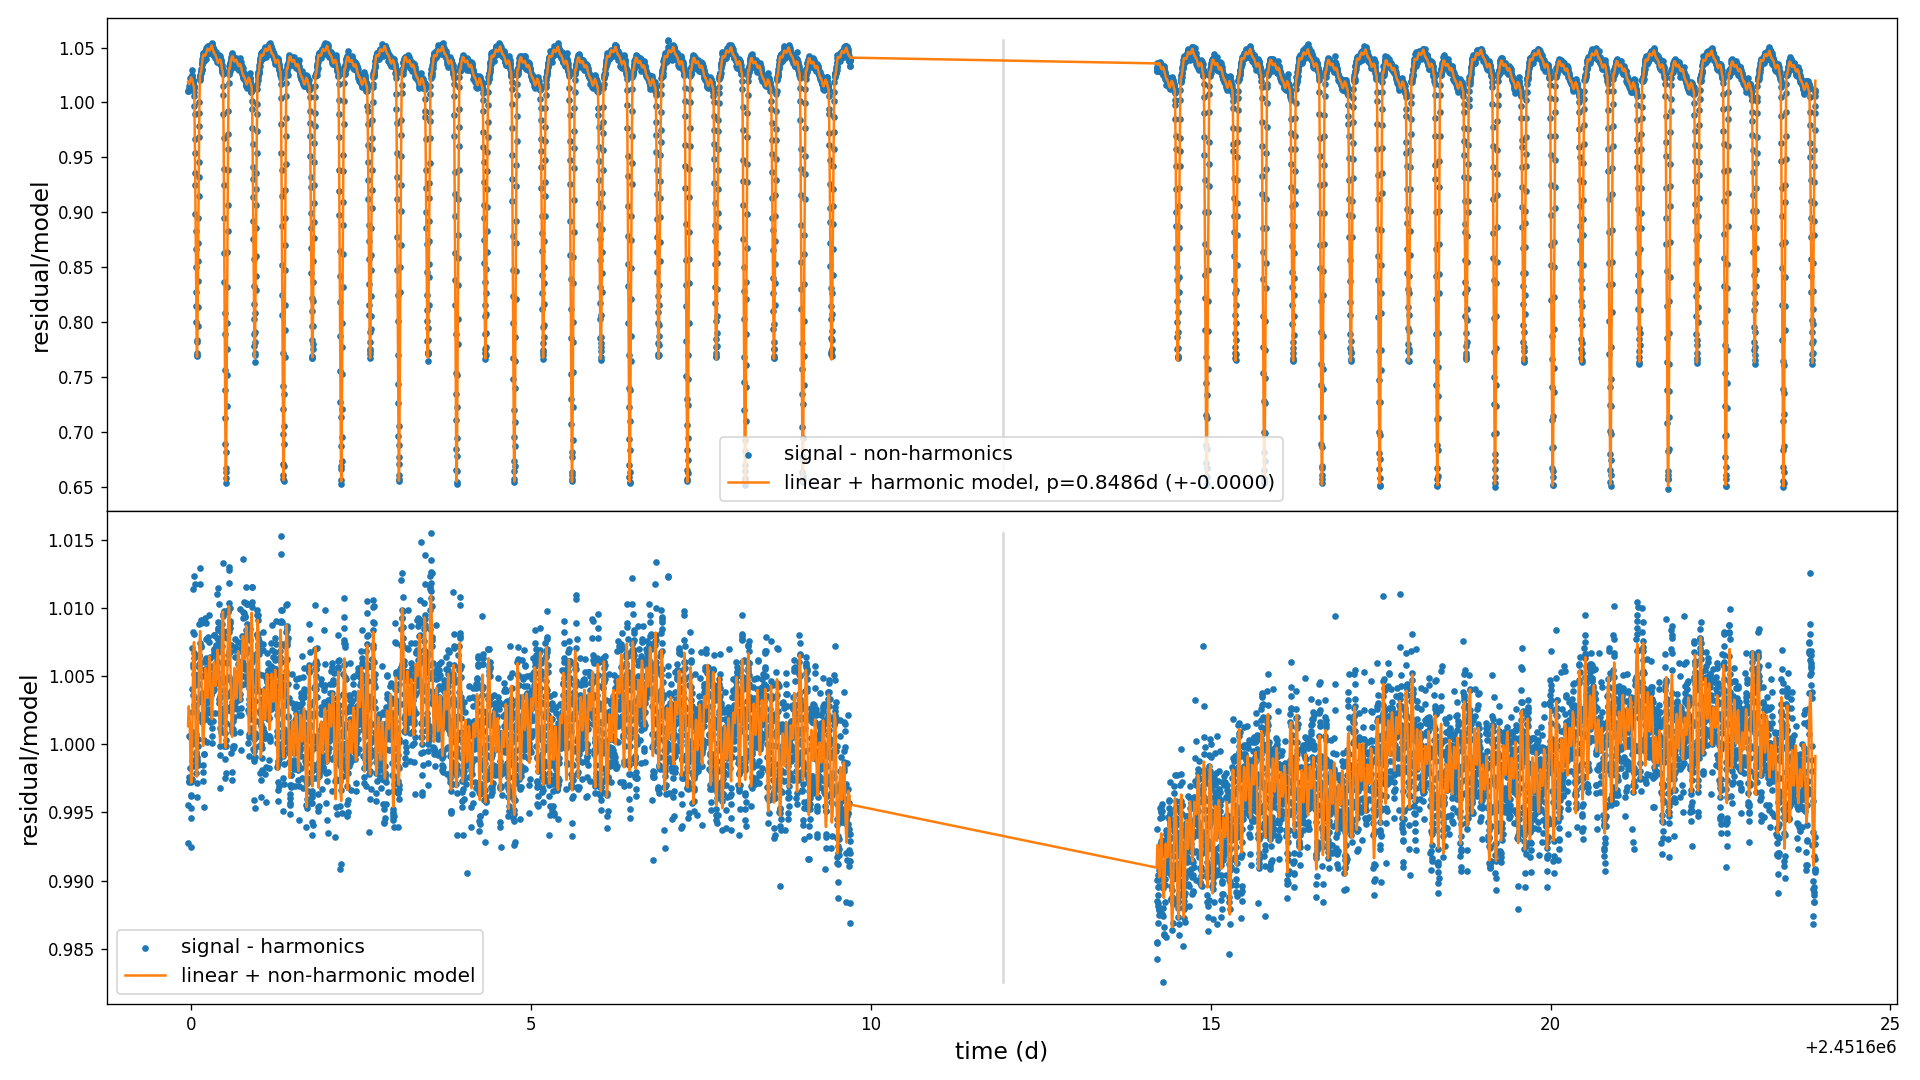 residual/model
1.05
1.00
0.95
0.90
0.85
0.80
0.75
0.70
0.65
signal - non-harmonics
linear + harmonic model, p=0.8486d (+-0.0000)
residual/model
1.015
1.010
1.005
1.000
0.995
0.990
0.985
signal - harmonics
linear + non-harmonic model
0
5
10
15
20
25
time (d)
+2.4516e6